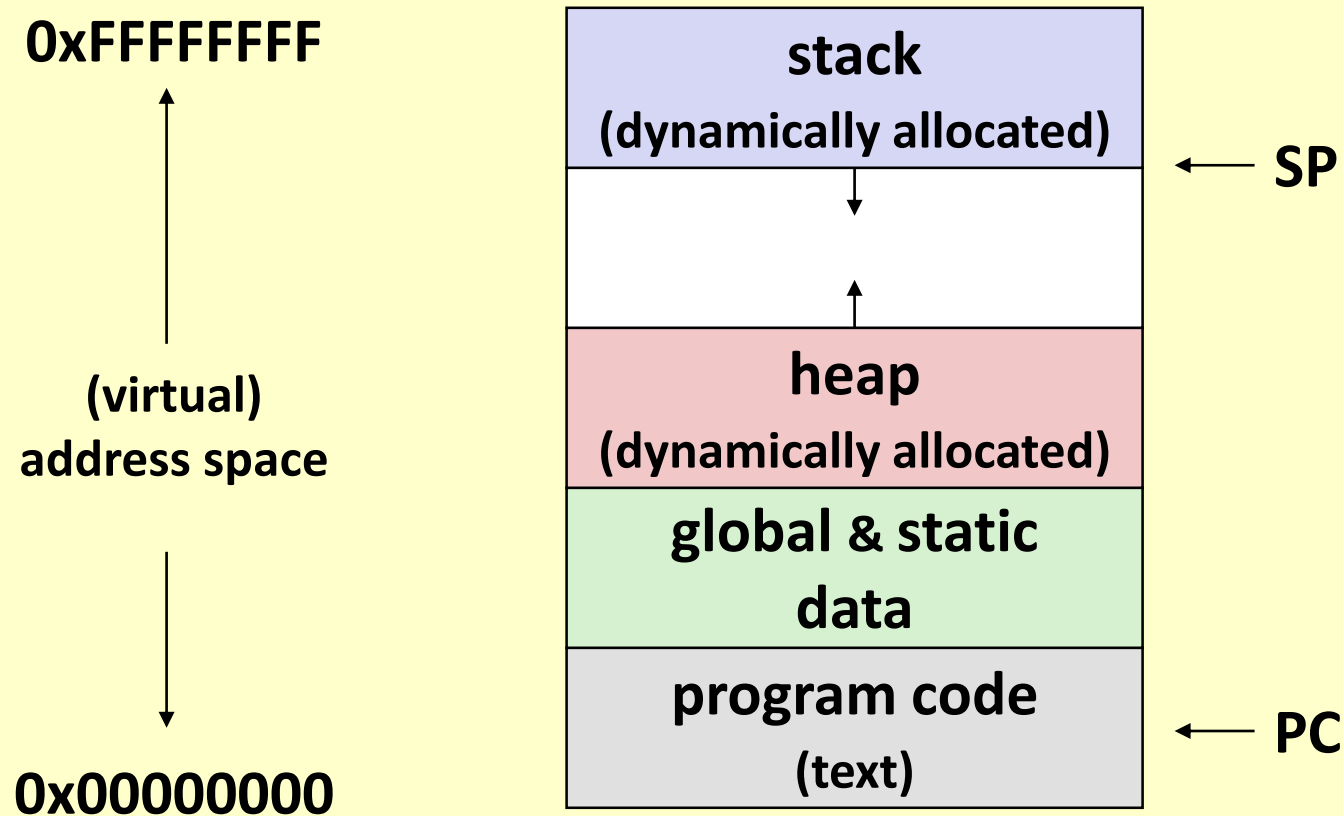 0xFFFFFFFF
(virtual)
address space
0x00000000
stack
(dynamically allocated)
heap
(dynamically allocated)
global & static
data
program code
(text)
SP
PC